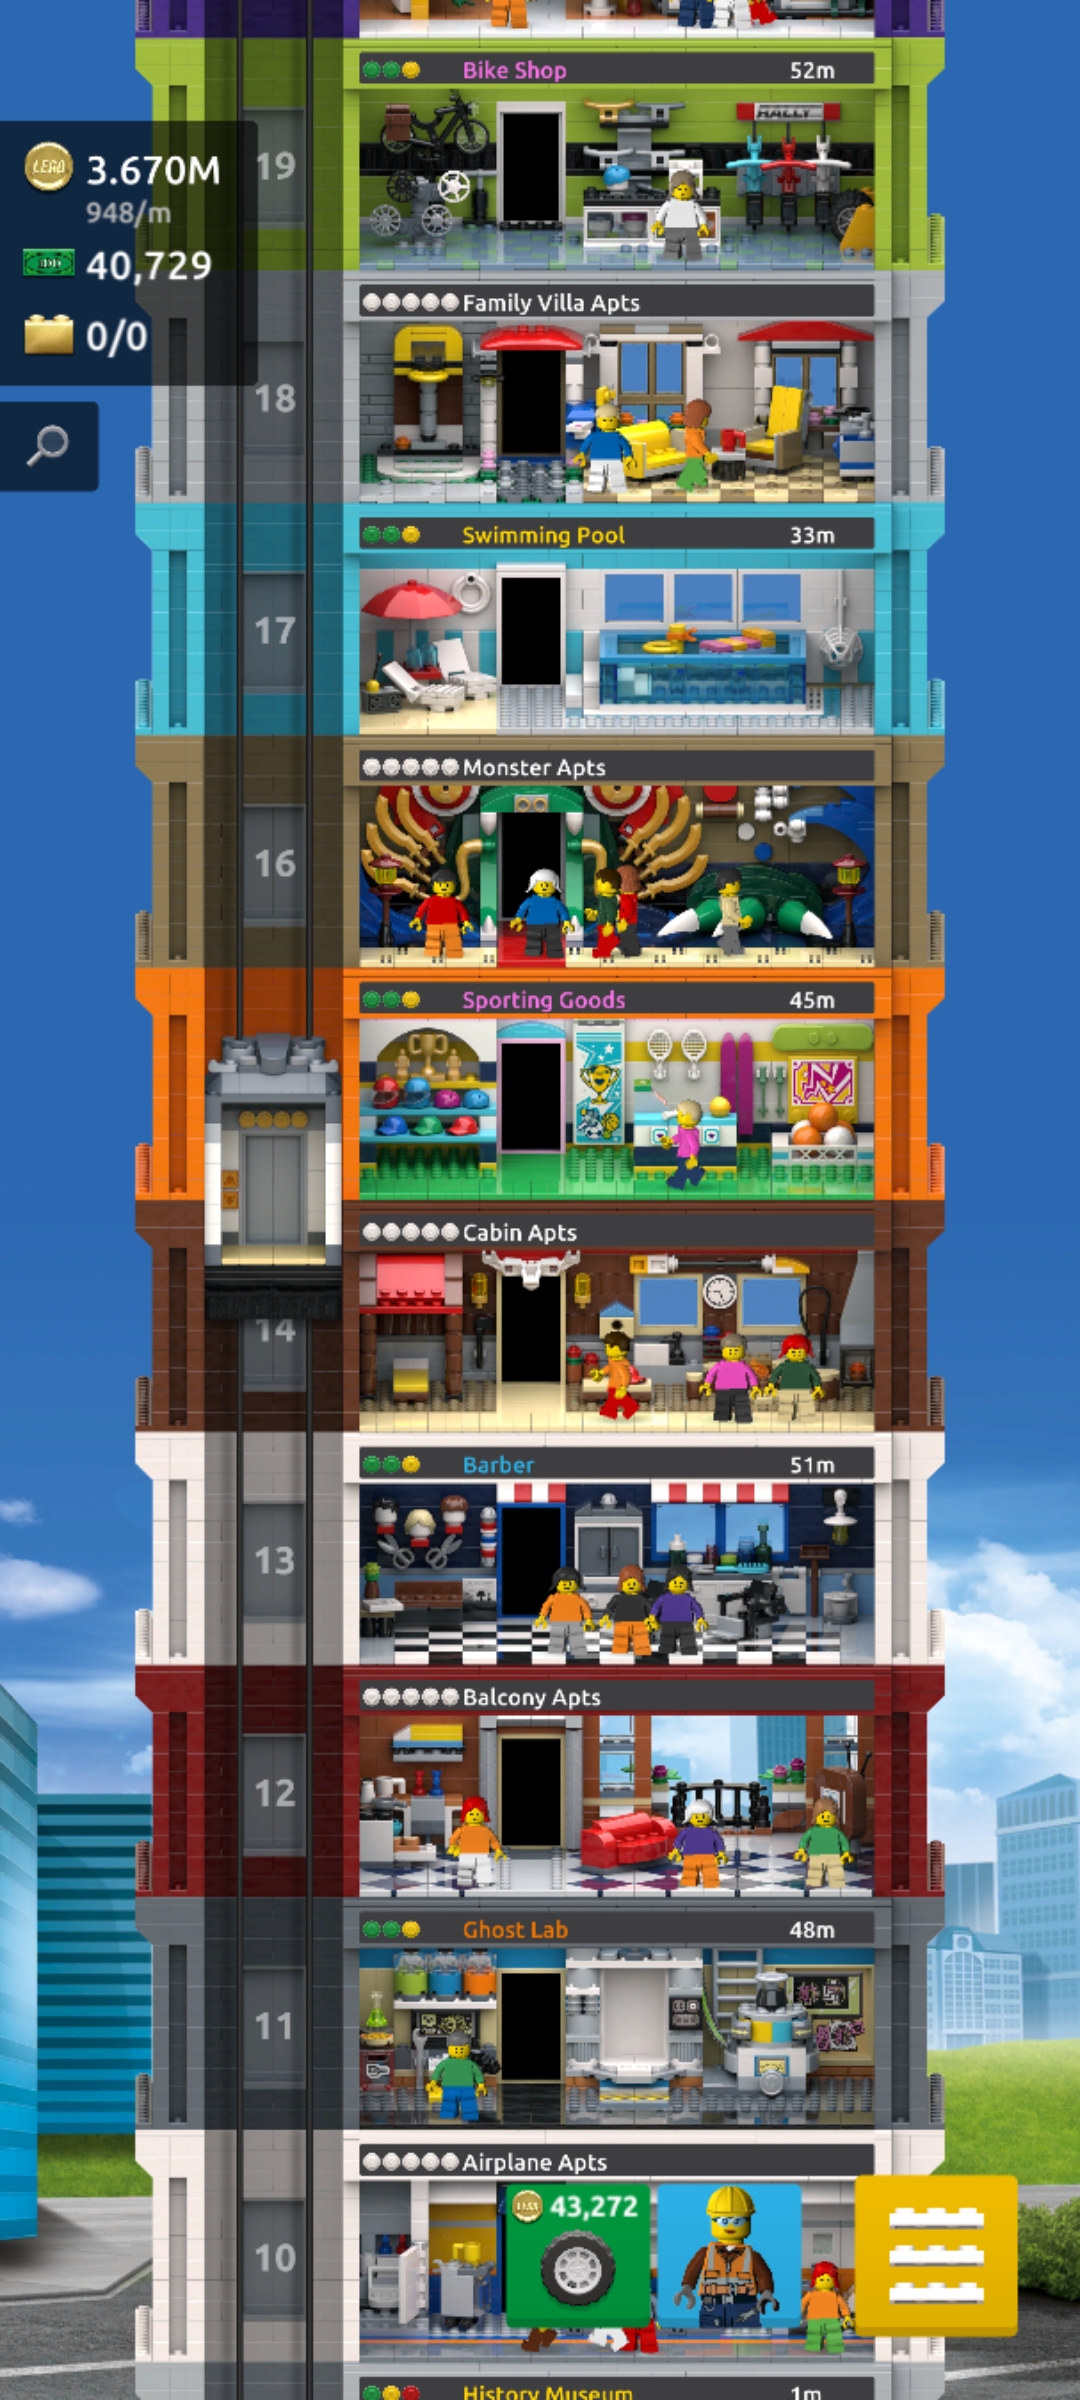 Bike Shop 52m
19
LEGO 3.670M
948/m
40,729
0/0
RALLY
Family Villa Apts
18
Swimming Pool 33m
17
Monster Apts
16
Sporting Goods 45m
N
Cabin Apts
14
Barber 51m
13
Balcony Apts
12
Ghost Lab 48m
11
Airplane Apts
10
LEGO 43,272
History Museum 1m